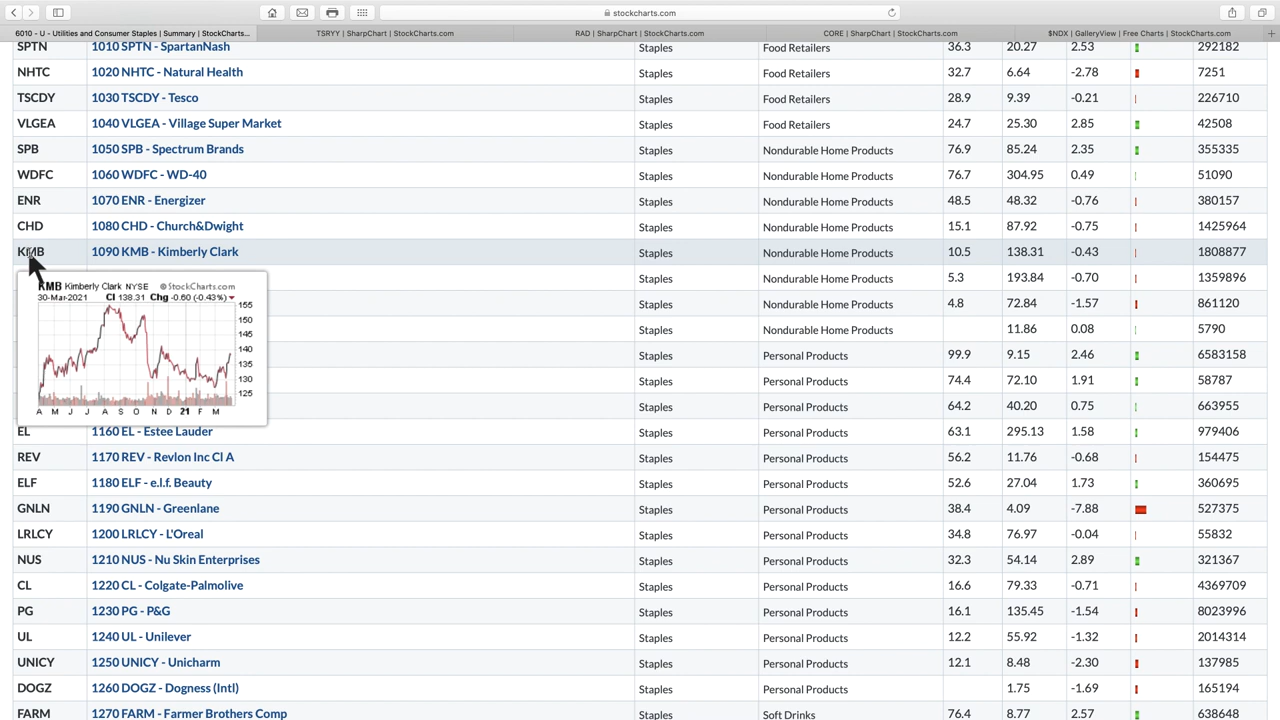 stockcharts.com
6010 - U - Utilities and Consumer Staples | Summary | StockCharts... TSRYY | SharpChart | StockCharts.com RAD | SharpChart | StockCharts.com CORE | SharpChart | StockCharts.com $NDX | GalleryView | Free Charts | StockCharts.com
SPTN 1010 SPTN - SpartanNash Staples Food Retailers 36.3 20.27 2.53 292182
NHTC 1020 NHTC - Natural Health Staples Food Retailers 32.7 6.64 -2.78 7251
TSCDY 1030 TSCDY - Tesco Staples Food Retailers 28.9 9.39 -0.21 226710
VLGEA 1040 VLGEA - Village Super Market Staples Food Retailers 24.7 25.30 2.85 42508
SPB 1050 SPB - Spectrum Brands Staples Nondurable Home Products 76.9 85.24 2.35 355335
WDFC 1060 WDFC - WD-40 Staples Nondurable Home Products 76.7 304.95 0.49 51090
ENR 1070 ENR - Energizer Staples Nondurable Home Products 48.5 48.32 -0.76 380157
CHD 1080 CHD - Church&Dwight Staples Nondurable Home Products 15.1 87.92 -0.75 1425964
KMB 1090 KMB - Kimberly Clark Staples Nondurable Home Products 10.5 138.31 -0.43 1808877
Staples Nondurable Home Products 5.3 193.84 -0.70 1359896
Staples Nondurable Home Products 4.8 72.84 -1.57 861120
Staples Nondurable Home Products 11.86 0.08 5790
Staples Personal Products 99.9 9.15 2.46 6583158
Staples Personal Products 74.4 72.10 1.91 58787
Staples Personal Products 64.2 40.20 0.75 663955
KMB Kimberly Clark NYSE © StockCharts.com
30-Mar-2021 Cl 138.31 Chg -0.60 (-0.43%)
155
150
145
140
135
130
125
A M J J A S O N D 21 F M
EL 1160 EL - Estee Lauder Staples Personal Products 63.1 295.13 1.58 979406
REV 1170 REV - Revlon Inc Cl A Staples Personal Products 56.2 11.76 -0.68 154475
ELF 1180 ELF - e.l.f. Beauty Staples Personal Products 52.6 27.04 1.73 360695
GNLN 1190 GNLN - Greenlane Staples Personal Products 38.4 4.09 -7.88 527375
LRLCY 1200 LRLCY - L'Oreal Staples Personal Products 34.8 76.97 -0.04 55832
NUS 1210 NUS - Nu Skin Enterprises Staples Personal Products 32.3 54.14 2.89 321367
CL 1220 CL - Colgate-Palmolive Staples Personal Products 16.6 79.33 -0.71 4369709
PG 1230 PG - P&G Staples Personal Products 16.1 135.45 -1.54 8023996
UL 1240 UL - Unilever Staples Personal Products 12.2 55.92 -1.32 2014314
UNICY 1250 UNICY - Unicharm Staples Personal Products 12.1 8.48 -2.30 137985
DOGZ 1260 DOGZ - Dogness (Intl) Staples Personal Products 1.75 -1.69 165194
FARM 1270 FARM - Farmer Brothers Comp Staples Soft Drinks 76.4 8.77 2.57 638648